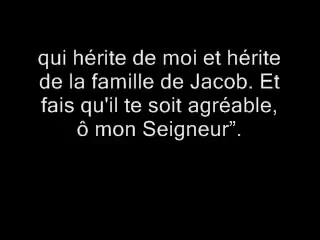 qui hérite de moi et hérite
de la famille de Jacob. Et
fais qu'il te soit agréable,
ô mon Seigneur”.